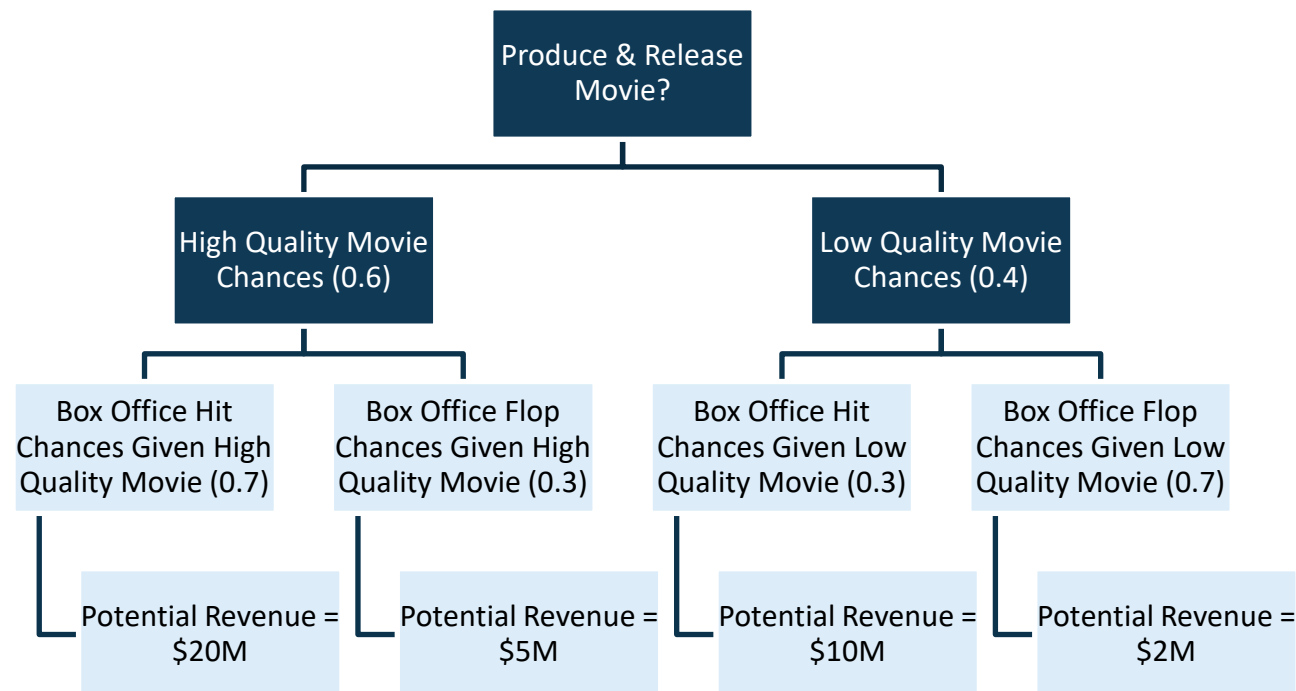 Produce & Release
Movie?
High Quality Movie
Chances (0.6)
Low Quality Movie
Chances (0.4)
Box Office Hit
Chances Given High
Quality Movie (0.7)
Box Office Flop
Chances Given High
Quality Movie (0.3)
Box Office Hit
Chances Given Low
Quality Movie (0.3)
Box Office Flop
Chances Given Low
Quality Movie (0.7)
Potential Revenue =
$20M
Potential Revenue =
$5M
Potential Revenue =
$10M
Potential Revenue =
$2M